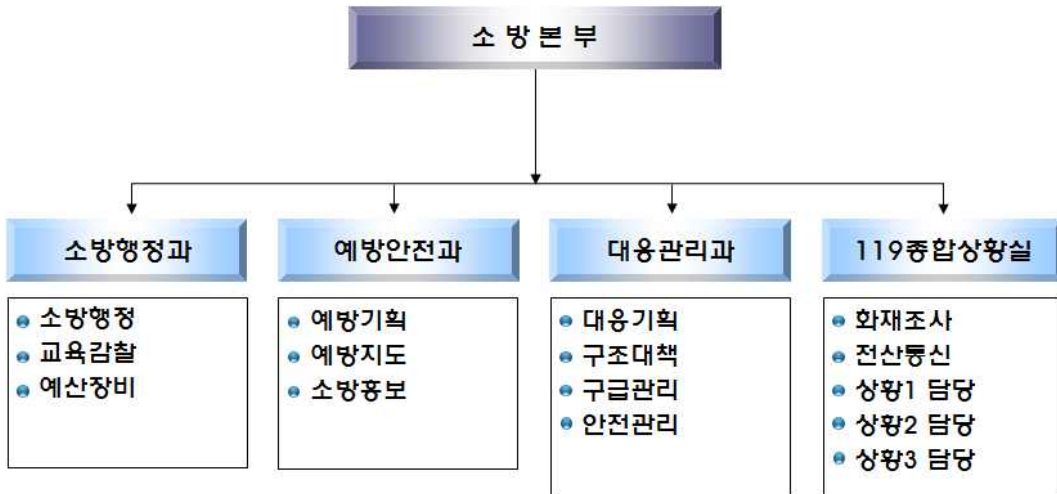 소 방 본 부
소방행정과
소방행정
교육감찰
예산장비
예방안전과
예방기획
예방지도
소방홍보
대응관리과
대응기획
구조대책
구급관리
안전관리
119종합상황실
화재조사
전산통신
상황1 담당
상황2 담당
상황3 담당